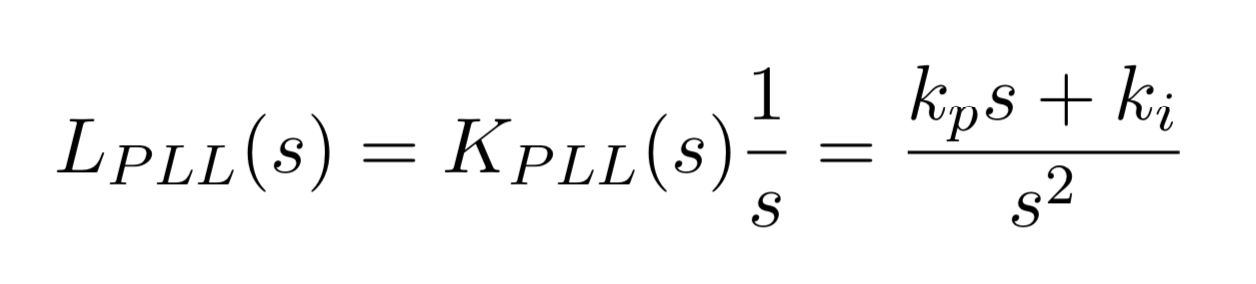 L_{PLL}(s) = K_{PLL}(s)\frac{1}{s} = \frac{k_p s + k_i}{s^2}